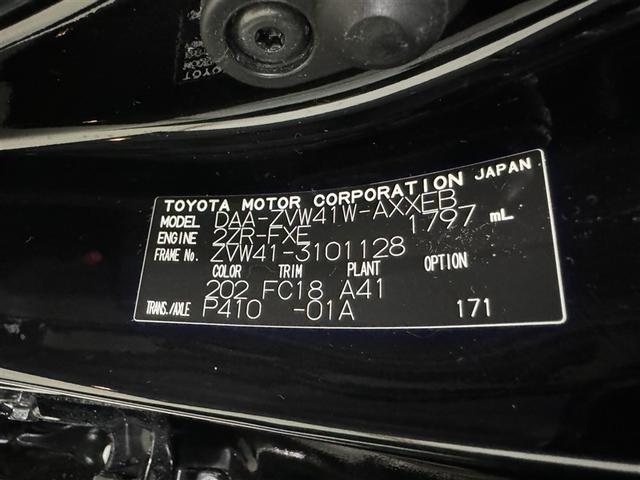 TOYOTA MOTOR CORPORATION JAPAN
MODEL DAA-ZVW41W-AXXEB
ENGINE 2ZR-FXE 1797 mL
FRAME No. ZVW41-3101128
COLOR TRIM PLANT OPTION
202 FC18 A41
TRANS./AXLE P410 -01A 171
TOYOTA